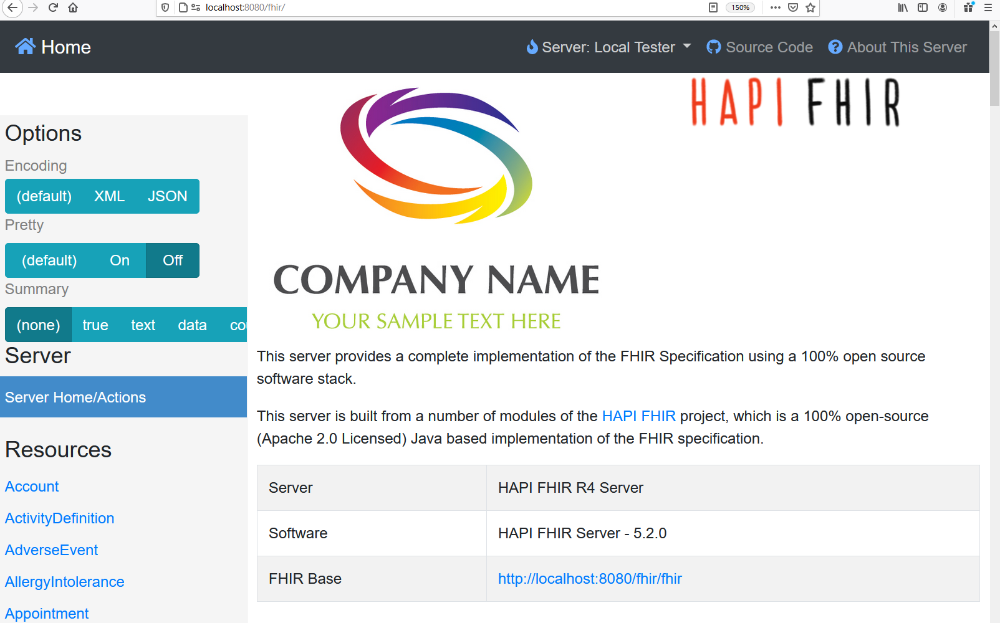 localhost:8080/fhir/
150%
Home
Server: Local Tester
Source Code
About This Server
HAPI FHIR
Options
Encoding
(default) XML JSON
Pretty
(default) On Off
Summary
(none) true text data cou
Server
Server Home/Actions
Resources
Account
ActivityDefinition
AdverseEvent
AllergyIntolerance
Appointment
COMPANY NAME
YOUR SAMPLE TEXT HERE
This server provides a complete implementation of the FHIR Specification using a 100% open source
software stack.
This server is built from a number of modules of the HAPI FHIR project, which is a 100% open-source
(Apache 2.0 Licensed) Java based implementation of the FHIR specification.
Server HAPI FHIR R4 Server
Software HAPI FHIR Server - 5.2.0
FHIR Base http://localhost:8080/fhir/fhir